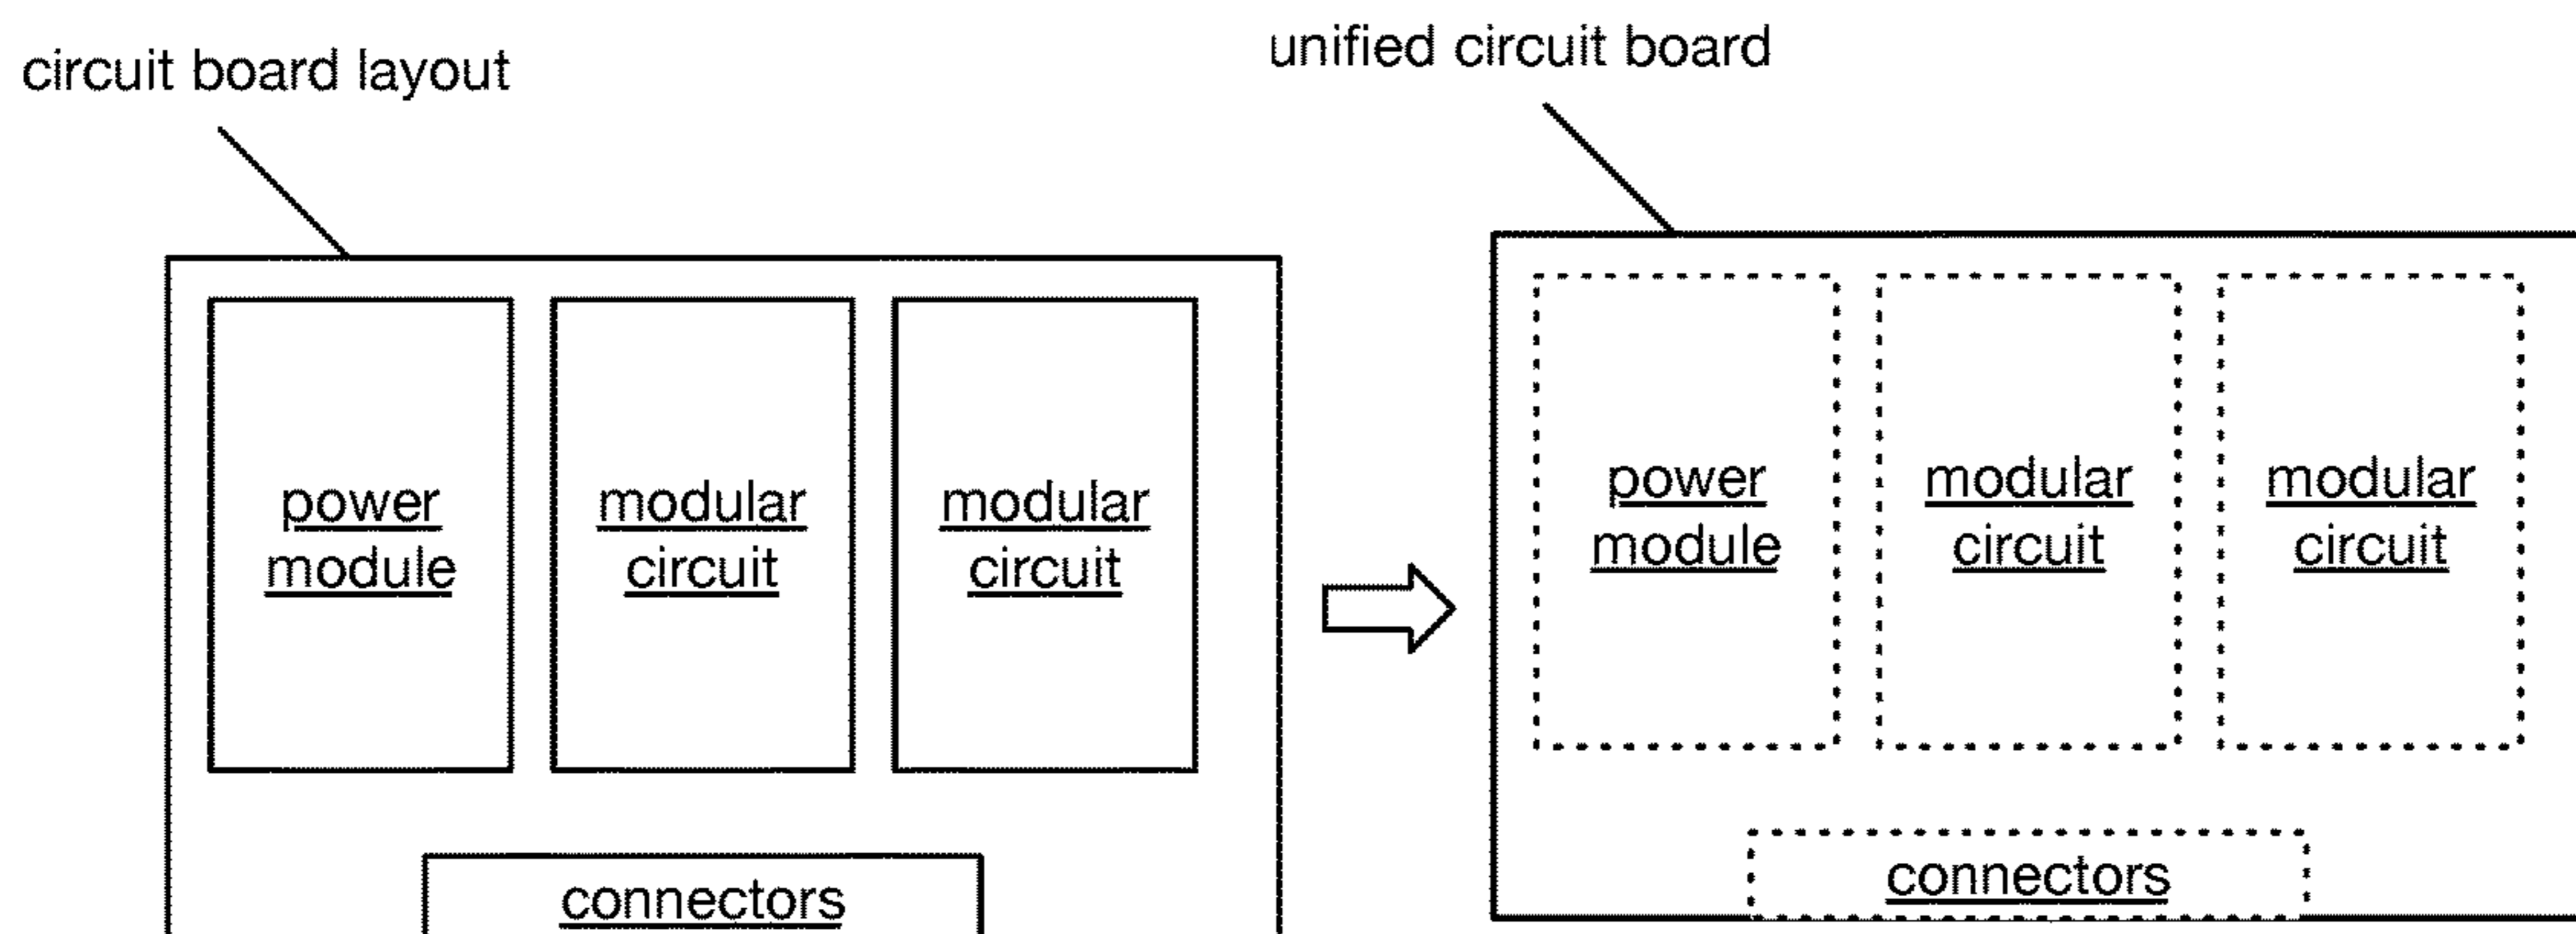 circuit board layout
unified circuit board
power
module
modular
circuit
modular
circuit
connectors
power
module
modular
circuit
modular
circuit
connectors